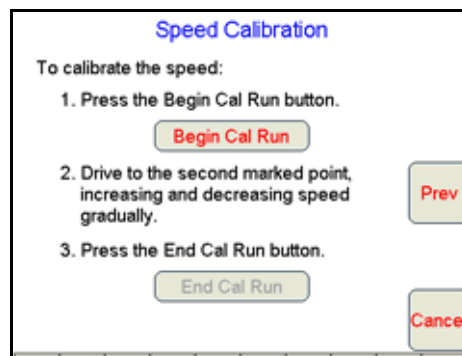 Speed Calibration
To calibrate the speed:
1. Press the Begin Cal Run button.
Begin Cal Run
2. Drive to the second marked point,
increasing and decreasing speed
gradually.
Prev
3. Press the End Cal Run button.
End Cal Run
Cance